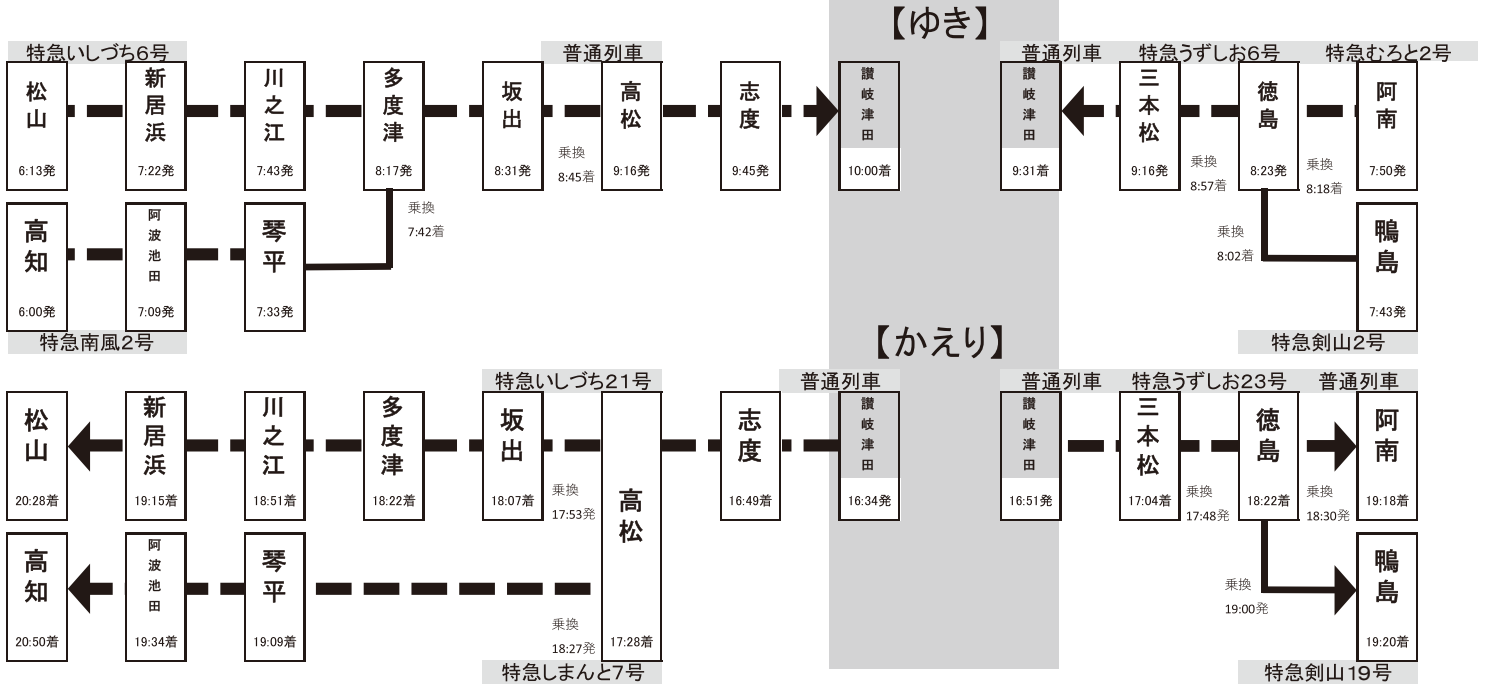 【ゆき】
特急いしづち6号
普通列車
普通列車
特急うずしお6号
特急むろと2号
松山
6:13発
新居浜
7:22発
川之江
7:43発
多度津
8:17発
坂出
8:31発
乗換
8:45着
高松
9:16発
志度
9:45発
讃岐津田
10:00着
讃岐津田
9:31着
三本松
9:16発
乗換
8:57着
徳島
8:23発
乗換
8:18着
阿南
7:50発
高知
6:00発
阿波池田
7:09発
琴平
7:33発
乗換
7:42着
乗換
8:02着
鴨島
7:43発
特急南風2号
特急剣山2号
【かえり】
特急いしづち21号
普通列車
普通列車
特急うずしお23号
普通列車
松山
20:28着
新居浜
19:15着
川之江
18:51着
多度津
18:22着
坂出
18:07着
乗換
17:53発
高松
17:28着
志度
16:49着
讃岐津田
16:34発
讃岐津田
16:51発
三本松
17:04着
乗換
17:48発
徳島
18:22着
乗換
18:30発
阿南
19:18着
高知
20:50着
阿波池田
19:34着
琴平
19:09着
乗換
18:27発
乗換
19:00発
鴨島
19:20着
特急しまんと7号
特急剣山19号